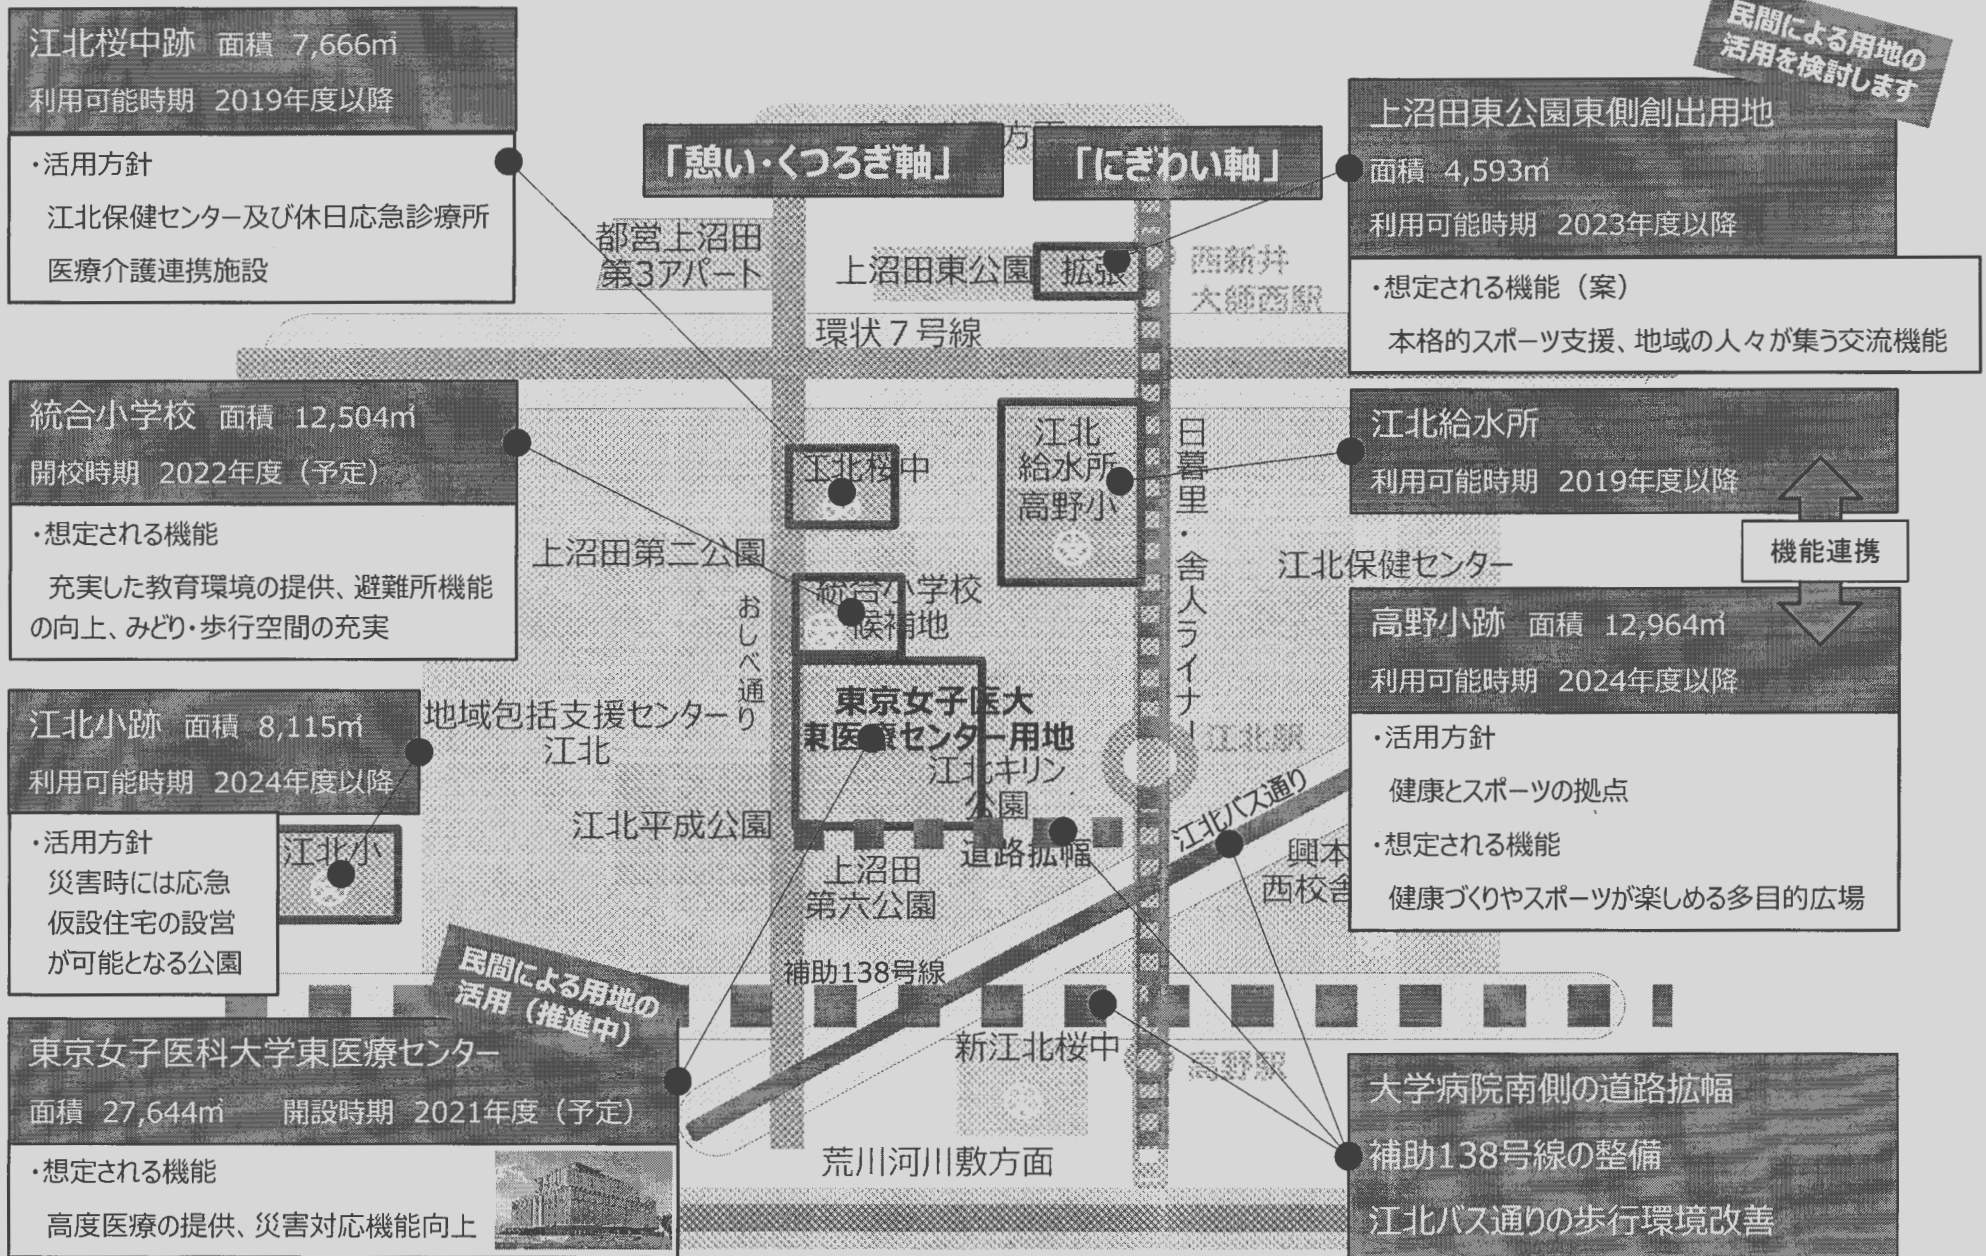 江北桜中跡 面積 7,666㎡
利用可能時期 2019年度以降
・活用方針
江北保健センター及び休日応急診療所
医療介護連携施設
統合小学校 面積 12,504㎡
開校時期 2022年度（予定）
・想定される機能
充実した教育環境の提供、避難所機能
の向上、みどり・歩行空間の充実
江北小跡 面積 8,115㎡
利用可能時期 2024年度以降
・活用方針
災害時には応急
仮設住宅の設営
が可能となる公園
江北小
民間による用地の
活用（推進中）
東京女子医科大学東医療センター
面積 27,644㎡ 開設時期 2021年度（予定）
・想定される機能
高度医療の提供、災害対応機能向上
「憩い・くつろぎ軸」
「にぎわい軸」
方面
都営上沼田
第3アパート
上沼田東公園
拡張
西新井
大師西駅
環状７号線
江北桜中
江北
給水所
高野小
日暮里・舎人ライナー
上沼田第二公園
江北保健センター
統合小学校
候補地
おしべ通り
地域包括支援センター
江北
東京女子医大
東医療センター用地
江北駅
江北キリン
公園
江北平成公園
道路拡幅
江北バス通り
上沼田
第六公園
興本
西校舎
補助138号線
新江北桜中
高野駅
荒川河川敷方面
民間による用地の
活用を検討します
上沼田東公園東側創出用地
面積 4,593㎡
利用可能時期 2023年度以降
・想定される機能（案）
本格的スポーツ支援、地域の人々が集う交流機能
江北給水所
利用可能時期 2019年度以降
機能連携
高野小跡 面積 12,964㎡
利用可能時期 2024年度以降
・活用方針
健康とスポーツの拠点
・想定される機能
健康づくりやスポーツが楽しめる多目的広場
大学病院南側の道路拡幅
補助138号線の整備
江北バス通りの歩行環境改善